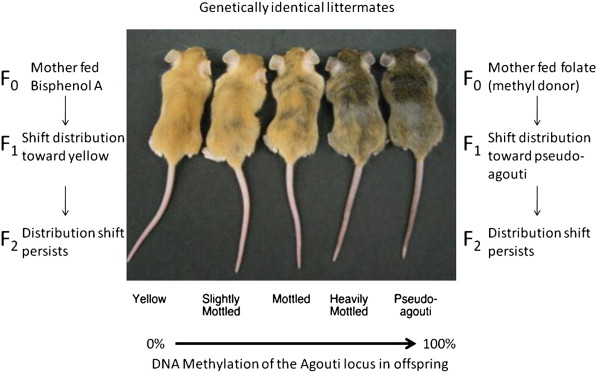 Genetically identical littermates
F0
Mother fed
Bisphenol A
F1
Shift distribution
toward yellow
F2
Distribution shift
persists
F0
Mother fed folate
(methyl donor)
F1
Shift distribution
toward pseudo-
agouti
F2
Distribution shift
persists
Yellow
Slightly
Mottled
Mottled
Heavily
Mottled
Pseudo-
agouti
0%
100%
DNA Methylation of the Agouti locus in offspring